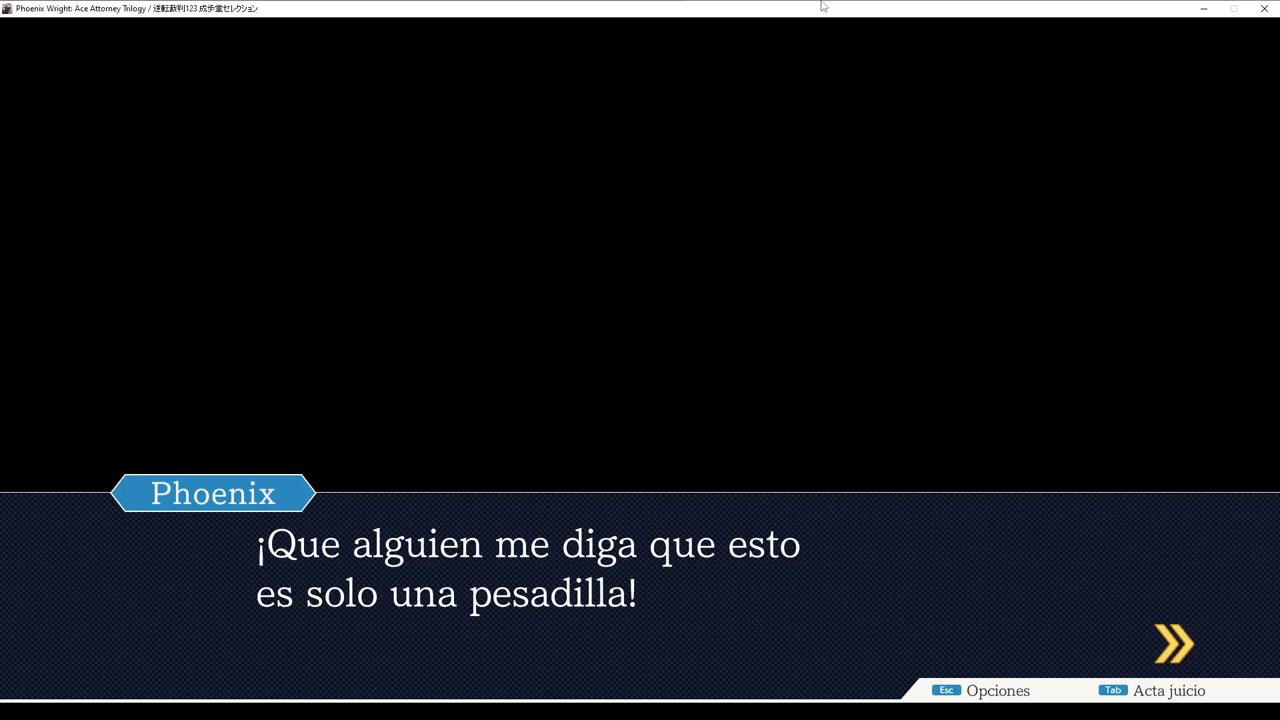 Phoenix Wright: Ace Attorney Trilogy / 逆転裁判123 成歩堂セレクション
Phoenix
¡Que alguien me diga que esto
es solo una pesadilla!
Esc Opciones Tab Acta juicio